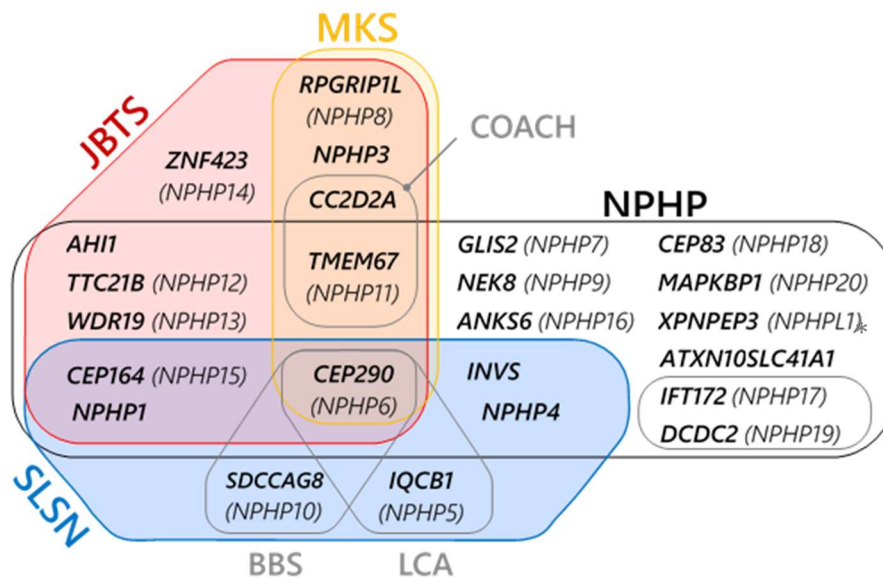 MKS
JBTS
RPGRIP1L
(NPHP8)
NPHP3
COACH
ZNF423
(NPHP14)
CC2D2A
NPHP
AHI1
TTC21B (NPHP12)
WDR19 (NPHP13)
TMEM67
(NPHP11)
GLIS2 (NPHP7)
NEK8 (NPHP9)
ANKS6 (NPHP16)
CEP83 (NPHP18)
MAPKBP1 (NPHP20)
XPNPEP3 (NPHPL1)*
ATXN10SLC41A1
IFT172 (NPHP17)
DCDC2 (NPHP19)
CEP164 (NPHP15)
NPHP1
CEP290
(NPHP6)
INVS
NPHP4
SLSN
SDCCAG8
(NPHP10)
IQCB1
(NPHP5)
BBS
LCA